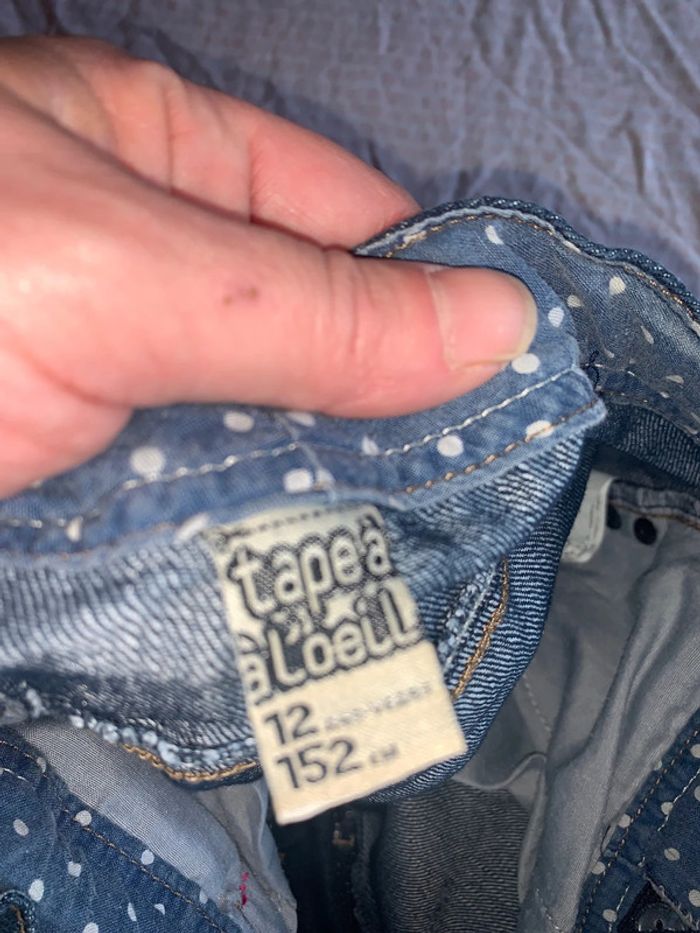 tape à
à l'oeil
12
152 CM